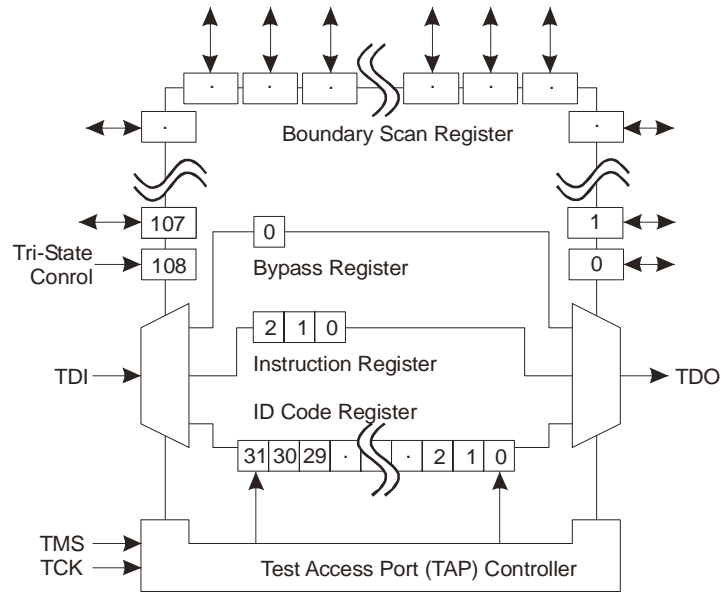 · · · · · ·
· Boundary Scan Register ·
107 1
Tri-State
Conrol
108 0 0
Bypass Register
2 1 0
TDI Instruction Register TDO
ID Code Register
31 30 29 · · · 2 1 0
TMS
TCK
Test Access Port (TAP) Controller